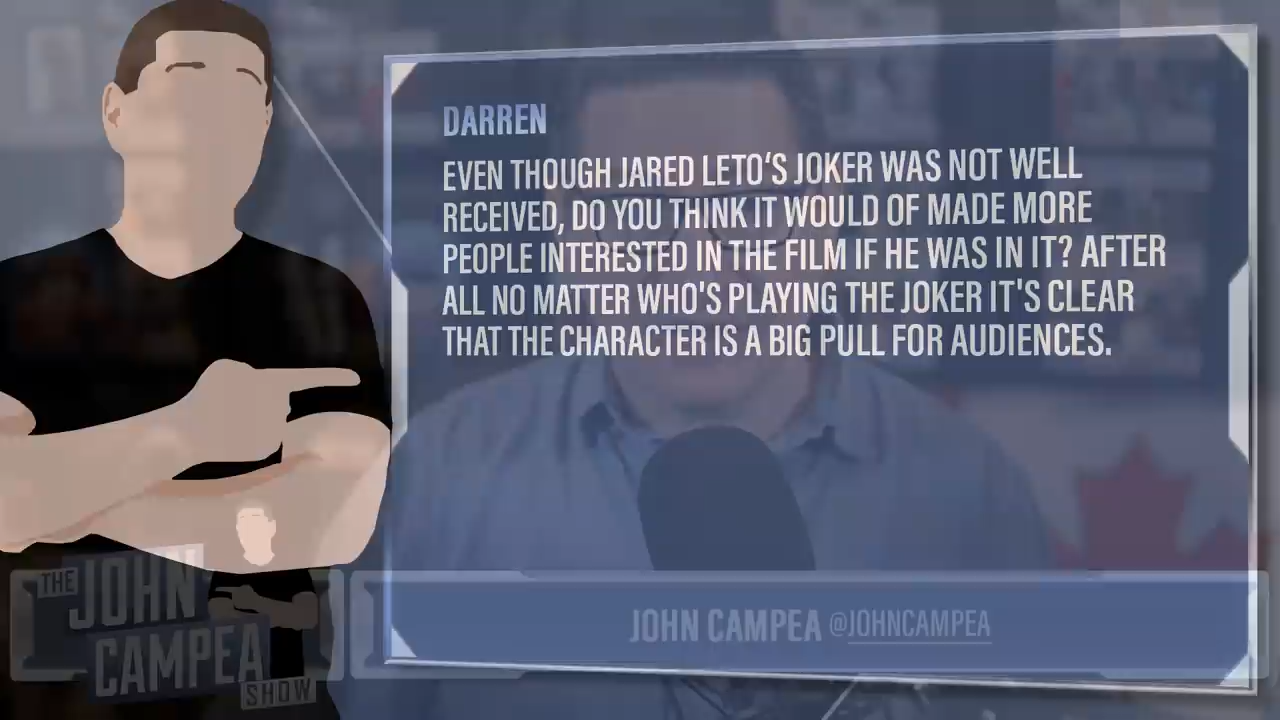 DARREN
EVEN THOUGH JARED LETO'S JOKER WAS NOT WELL
RECEIVED, DO YOU THINK IT WOULD OF MADE MORE
PEOPLE INTERESTED IN THE FILM IF HE WAS IN IT? AFTER
ALL NO MATTER WHO'S PLAYING THE JOKER IT'S CLEAR
THAT THE CHARACTER IS A BIG PULL FOR AUDIENCES.
JOHN CAMPEA @JOHNCAMPEA
THE
JOHN
CAMPEA
SHOW